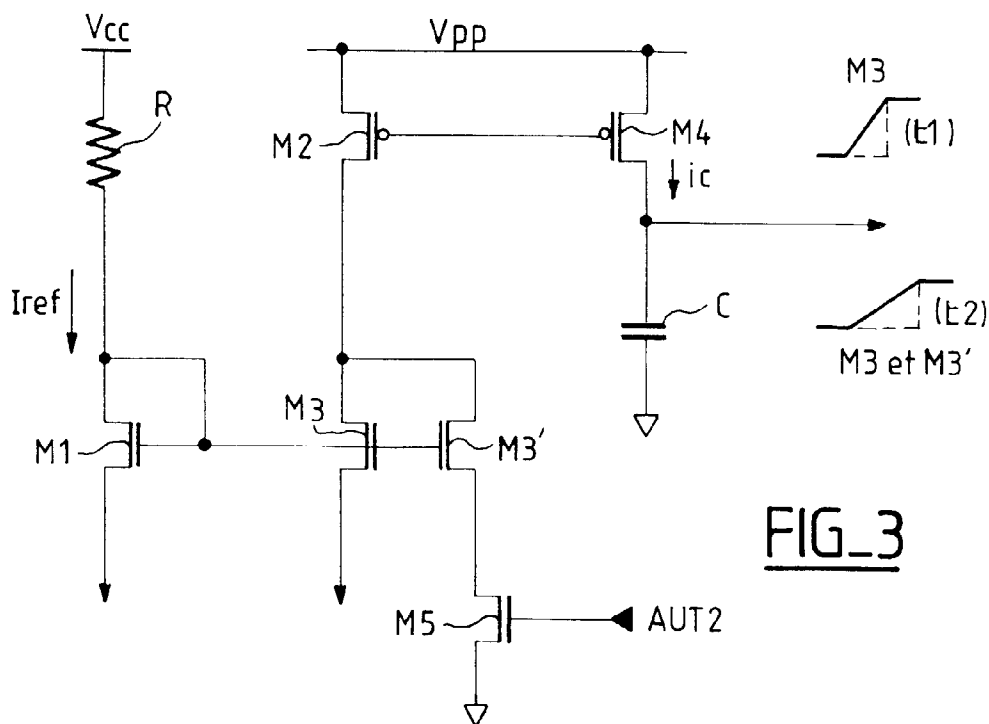 Vcc
Vpp
R
M2
M4
M3
(t1)
ic
Iref
C
(t2)
M3 et M3'
M1
M3
M3'
FIG_3
M5
AUT2